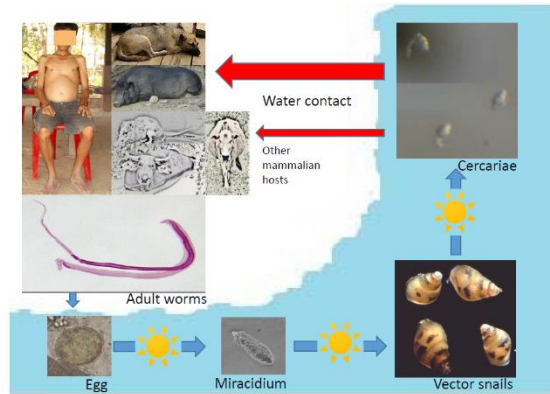 Water contact
Other
mammalian
hosts
Cercariae
Adult worms
Egg
Miracidium
Vector snails